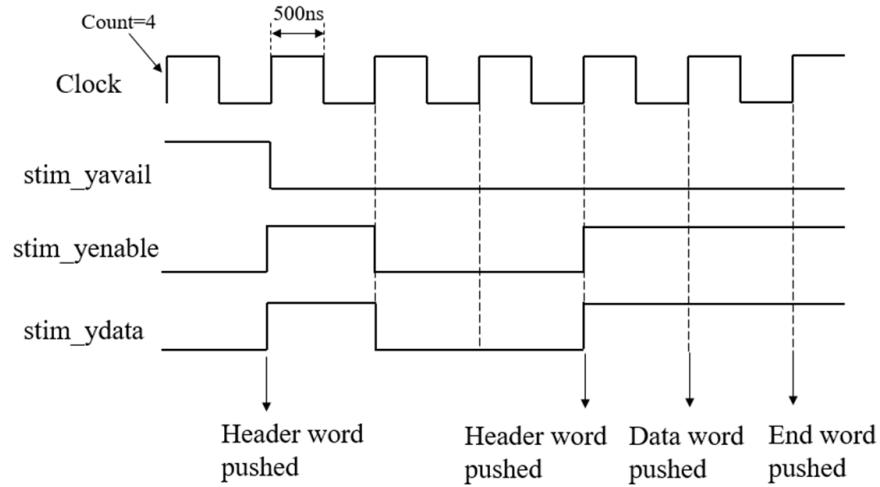 500ns
Count=4
Clock
stim_yavail
stim_yenable
stim_ydata
Header word
pushed
Header word
pushed
Data word
pushed
End word
pushed